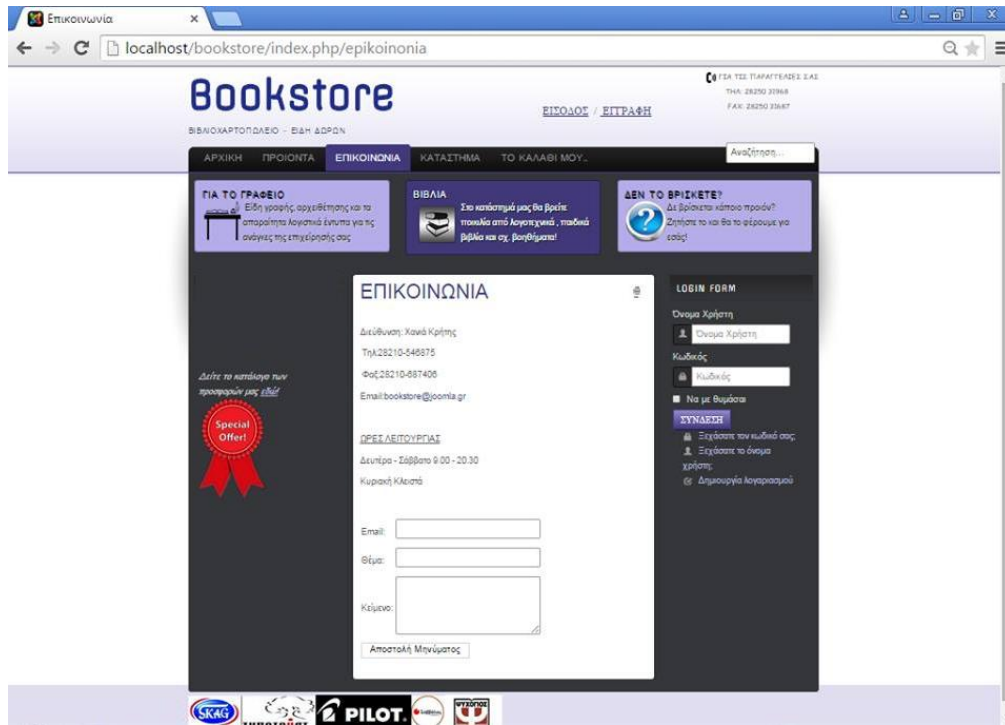 Επικοινωνία
localhost/bookstore/index.php/epikoinonia
Bookstore
ΒΙΒΛΙΟΧΑΡΤΟΠΩΛΕΙΟ - ΕΙΔΗ ΔΩΡΩΝ
ΕΙΣΟΔΟΣ / ΕΓΓΡΑΦΗ
ΓΙΑ ΤΙΣ ΠΑΡΑΓΓΕΛΙΕΣ ΣΑΣ
ΤΗΛ: 28250 31968
FAX: 28250 31687
ΑΡΧΙΚΗ ΠΡΟΙΟΝΤΑ ΕΠΙΚΟΙΝΩΝΙΑ ΚΑΤΑΣΤΗΜΑ ΤΟ ΚΑΛΑΘΙ ΜΟΥ..
Αναζήτηση...
ΓΙΑ ΤΟ ΓΡΑΦΕΙΟ
Είδη γραφής, αρχειθέτησης και τα
απαραίτητα λογιστικά έντυπα για τις
ανάγκες της επιχείρησής σας
ΒΙΒΛΙΑ
Στο κατάστημά μας θα βρείτε
ποικιλία από λογοτεχνικά , παιδικά
βιβλία και σχ. βοηθήματα!
ΔΕΝ ΤΟ ΒΡΙΣΚΕΤΕ?
Δε βρίσκεται κάποιο προιόν?
Ζητήστε το και θα το φέρουμε για
εσάς!
Δείτε το κατάλογο των
προσφορών μας εδώ!
Special
Offer!
ΕΠΙΚΟΙΝΩΝΙΑ
Διεύθυνση: Χανιά Κρήτης
Τηλ:28210-546875
Φαξ:28210-687406
Email:bookstore@joomla.gr
ΩΡΕΣ ΛΕΙΤΟΥΡΓΙΑΣ
Δευτέρα - Σάββατο 9.00 - 20.30
Κυριακή Κλειστά
Email:
Θέμα:
Κείμενο:
Αποστολή Μηνύματος
LOGIN FORM
Όνομα Χρήστη
Όνομα Χρήστη
Κωδικός
Κωδικός
Να με θυμάσαι
ΣΥΝΔΕΣΗ
Ξεχάσατε τον κωδικό σας;
Ξεχάσατε το όνομα
χρήστη;
Δημιουργία λογαριασμού
SKAG
PILOT.